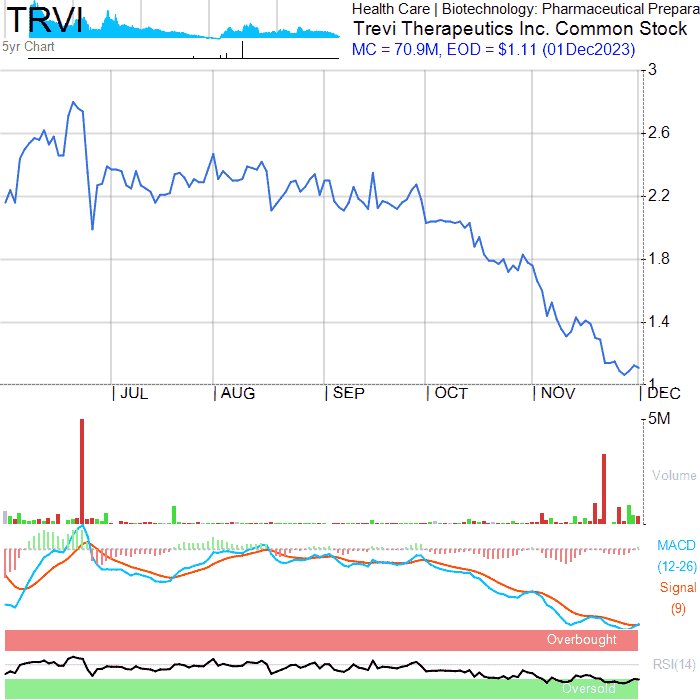 TRVI
Health Care | Biotechnology: Pharmaceutical Prepara
Trevi Therapeutics Inc. Common Stock
5yr Chart
MC = 70.9M, EOD = $1.11 (01Dec2023)
3
2.6
2.2
1.8
1.4
1
JUL AUG SEP OCT NOV DEC
5M
Volume
MACD
(12-26)
Signal
(9)
Overbought
RSI(14)
Oversold